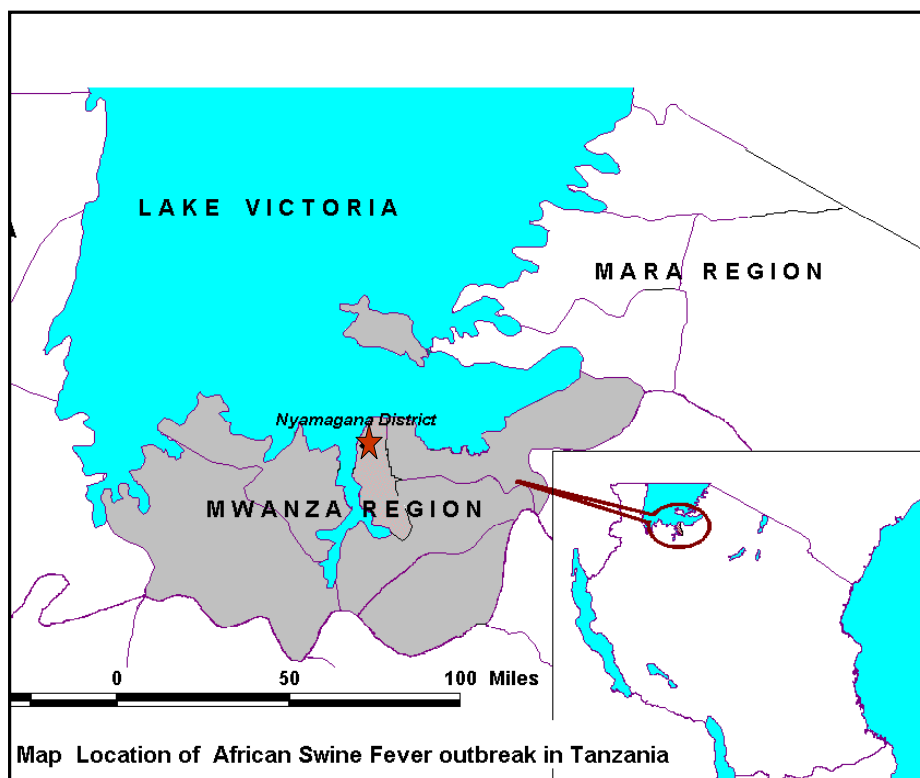 LAKE VICTORIA
MARA REGION
Nyamagana District
MWANZA REGION
0 50 100 Miles
Map Location of African Swine Fever outbreak in Tanzania